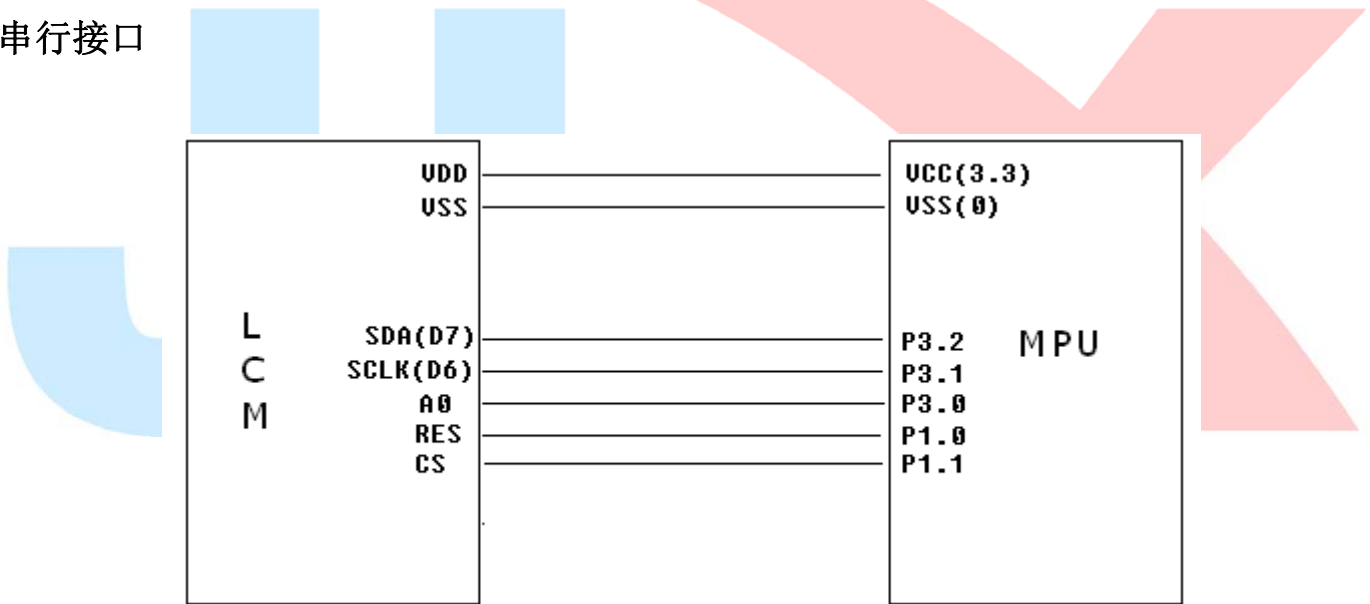 串行接口
VDD VCC(3.3)
VSS VSS(0)
L
C
M
SDA(D7) P3.2 MPU
SCLK(D6) P3.1
A0 P3.0
RES P1.0
CS P1.1